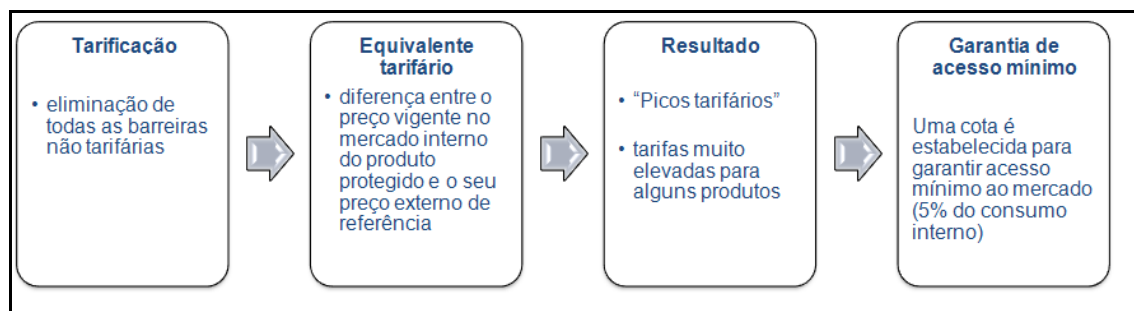 Tarificação
• eliminação de
todas as barreiras
não tarifárias
Equivalente
tarifário
• diferença entre o
preço vigente no
mercado interno
do produto
protegido e o seu
preço externo de
referência
Resultado
• “Picos tarifários”
• tarifas muito
elevadas para
alguns produtos
Garantia de
acesso mínimo
Uma cota é
estabelecida para
garantir acesso
mínimo ao mercado
(5% do consumo
interno)